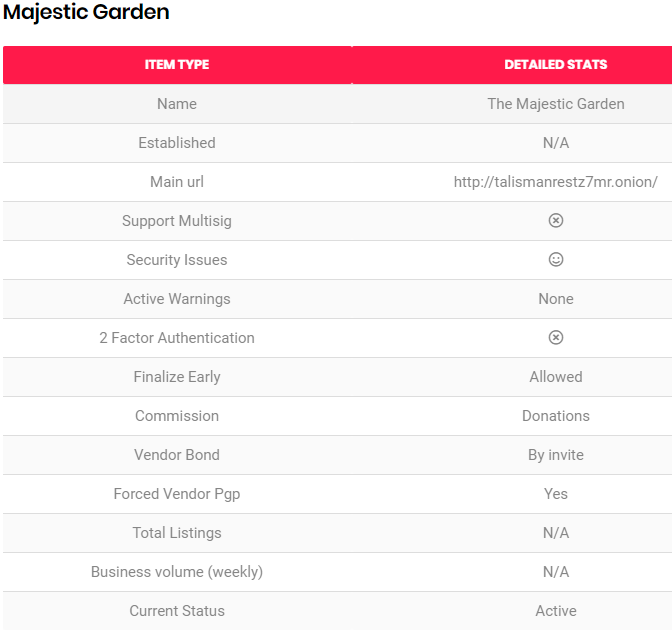 Majestic Garden
ITEM TYPE DETAILED STATS
Name The Majestic Garden
Established N/A
Main url http://talismanrestz7mr.onion/
Support Multisig
Security Issues
Active Warnings None
2 Factor Authentication
Finalize Early Allowed
Commission Donations
Vendor Bond By invite
Forced Vendor Pgp Yes
Total Listings N/A
Business volume (weekly) N/A
Current Status Active